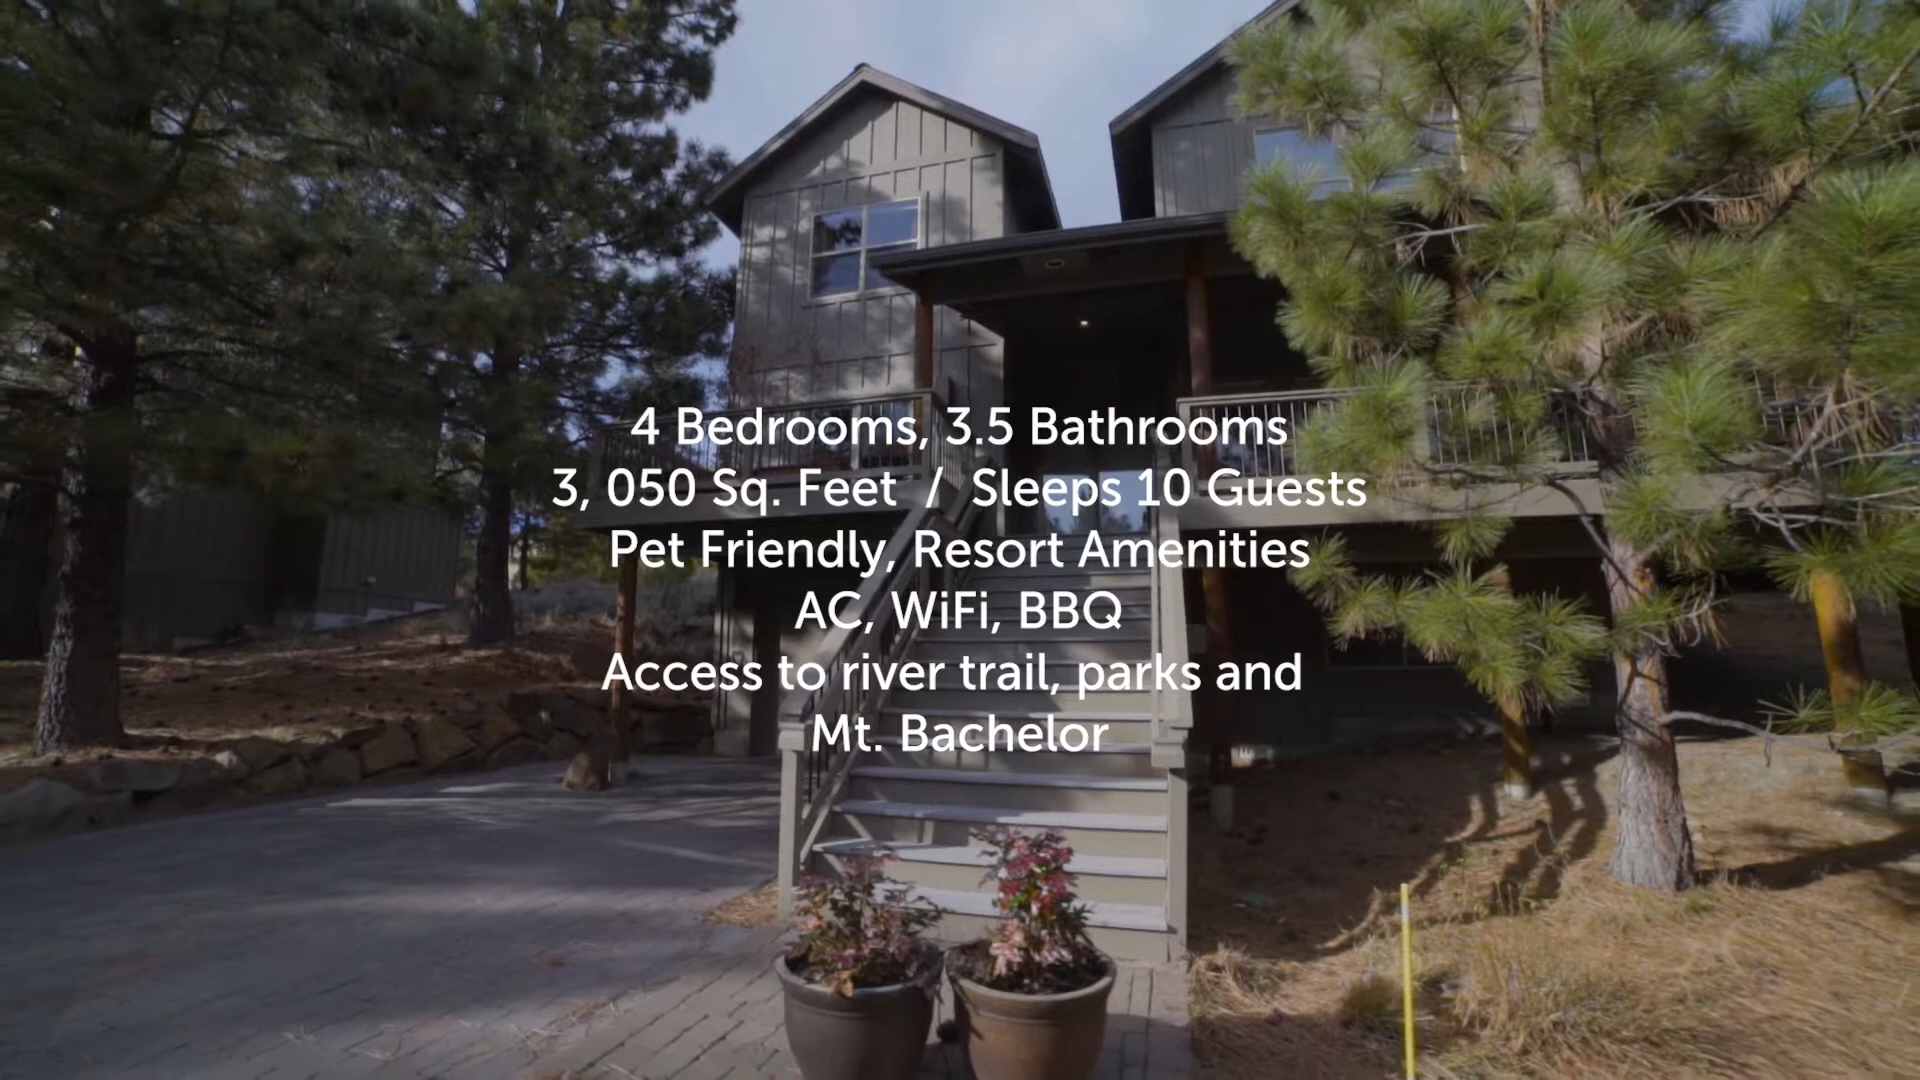 4 Bedrooms, 3.5 Bathrooms
3, 050 Sq. Feet / Sleeps 10 Guests
Pet Friendly, Resort Amenities
AC, WiFi, BBQ
Access to river trail, parks and
Mt. Bachelor